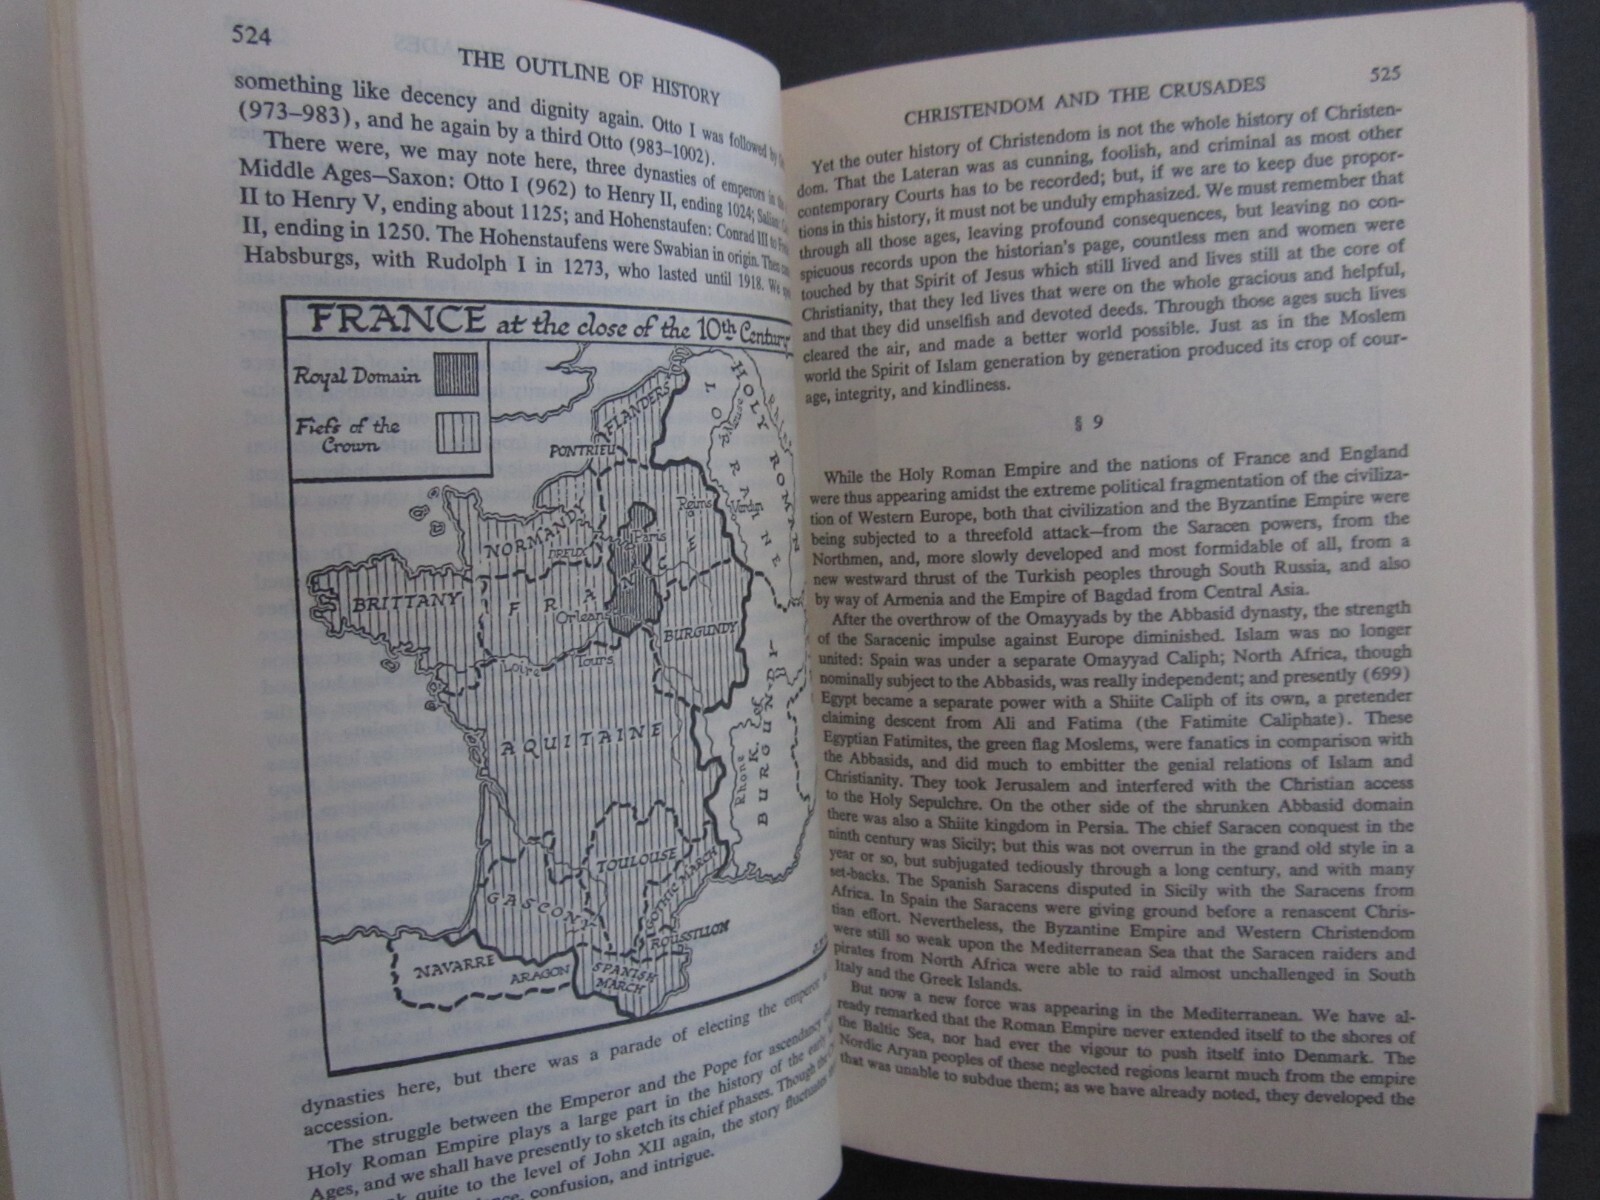 524
THE OUTLINE OF HISTORY
something like decency and dignity again. Otto I was followed by
(973–983), and he again by a third Otto (983–1002).
There were, we may note here, three dynasties of emperors in
Middle Ages—Saxon: Otto I (962) to Henry II, ending 1024; Salian:
II to Henry V, ending about 1125; and Hohenstaufen: Conrad III to
II, ending in 1250. The Hohenstaufens were Swabian in origin. Then
Habsburgs, with Rudolph I in 1273, who lasted until 1918. We
FRANCE at the close of the 10th Century
Royal Domain
Fiefs of the
Crown
HOLY ROMAN
LORRAINE
Meuse
FLANDERS
PONTHIEU
Reims
Verdun
NORMANDY
DREUX
Paris
BRITTANY
FRANCE
Orleans
BURGUNDY
Loire
Tours
AQUITAINE
Rhone
K. of
BURGUNDY
TOULOUSE
GOTHIC MARCH
GASCONY
ROUSSILLON
NAVARRE
ARAGON
SPANISH
MARCH
dynasties here, but there was a parade of electing the emperor
accession.
The struggle between the Emperor and the Pope for ascendancy
Holy Roman Empire plays a large part in the history of the early
Ages, and we shall have presently to sketch its chief phases. Though the
quite to the level of John XII again, the story fluctuates
confusion, and intrigue.
CHRISTENDOM AND THE CRUSADES
525
Yet the outer history of Christendom is not the whole history of Christen-
dom. That the Lateran was as cunning, foolish, and criminal as most other
contemporary Courts has to be recorded; but, if we are to keep due propor-
tions in this history, it must not be unduly emphasized. We must remember that
through all those ages, leaving profound consequences, but leaving no con-
spicuous records upon the historian's page, countless men and women were
touched by that Spirit of Jesus which still lived and lives still at the core of
Christianity, that they led lives that were on the whole gracious and helpful,
and that they did unselfish and devoted deeds. Through those ages such lives
cleared the air, and made a better world possible. Just as in the Moslem
world the Spirit of Islam generation by generation produced its crop of cour-
age, integrity, and kindliness.
§ 9
While the Holy Roman Empire and the nations of France and England
were thus appearing amidst the extreme political fragmentation of the civiliza-
tion of Western Europe, both that civilization and the Byzantine Empire were
being subjected to a threefold attack—from the Saracen powers, from the
Northmen, and, more slowly developed and most formidable of all, from a
new westward thrust of the Turkish peoples through South Russia, and also
by way of Armenia and the Empire of Bagdad from Central Asia.
After the overthrow of the Omayyads by the Abbasid dynasty, the strength
of the Saracenic impulse against Europe diminished. Islam was no longer
united: Spain was under a separate Omayyad Caliph; North Africa, though
nominally subject to the Abbasids, was really independent; and presently (699)
Egypt became a separate power with a Shiite Caliph of its own, a pretender
claiming descent from Ali and Fatima (the Fatimite Caliphate). These
Egyptian Fatimites, the green flag Moslems, were fanatics in comparison with
the Abbasids, and did much to embitter the genial relations of Islam and
Christianity. They took Jerusalem and interfered with the Christian access
to the Holy Sepulchre. On the other side of the shrunken Abbasid domain
there was also a Shiite kingdom in Persia. The chief Saracen conquest in the
ninth century was Sicily; but this was not overrun in the grand old style in a
year or so, but subjugated tediously through a long century, and with many
set-backs. The Spanish Saracens disputed in Sicily with the Saracens from
Africa. In Spain the Saracens were giving ground before a renascent Chris-
tian effort. Nevertheless, the Byzantine Empire and Western Christendom
were still so weak upon the Mediterranean Sea that the Saracen raiders and
pirates from North Africa were able to raid almost unchallenged in South
Italy and the Greek Islands.
But now a new force was appearing in the Mediterranean. We have al-
ready remarked that the Roman Empire never extended itself to the shores of
the Baltic Sea, nor had ever the vigour to push itself into Denmark. The
Nordic Aryan peoples of these neglected regions learnt much from the empire
that was unable to subdue them; as we have already noted, they developed the